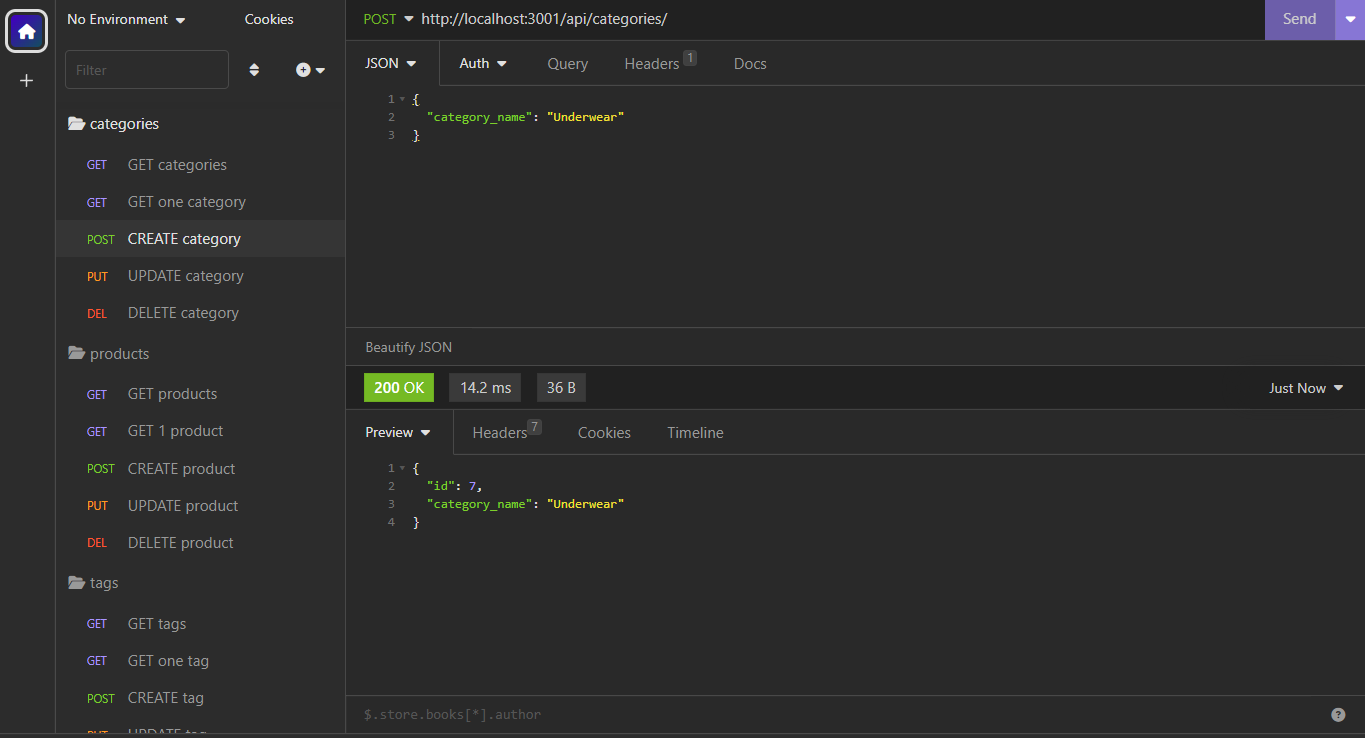 No Environment
Cookies
Filter
categories
GET GET categories
GET GET one category
POST CREATE category
PUT UPDATE category
DEL DELETE category
products
GET GET products
GET GET 1 product
POST CREATE product
PUT UPDATE product
DEL DELETE product
tags
GET GET tags
GET GET one tag
POST CREATE tag
PUT UPDATE tag
POST http://localhost:3001/api/categories/ Send
JSON Auth Query Headers 1 Docs
1 {
2 "category_name": "Underwear"
3 }
Beautify JSON
200 OK 14.2 ms 36 B Just Now
Preview Headers 7 Cookies Timeline
1 {
2 "id": 7,
3 "category_name": "Underwear"
4 }
$.store.books[*].author ?